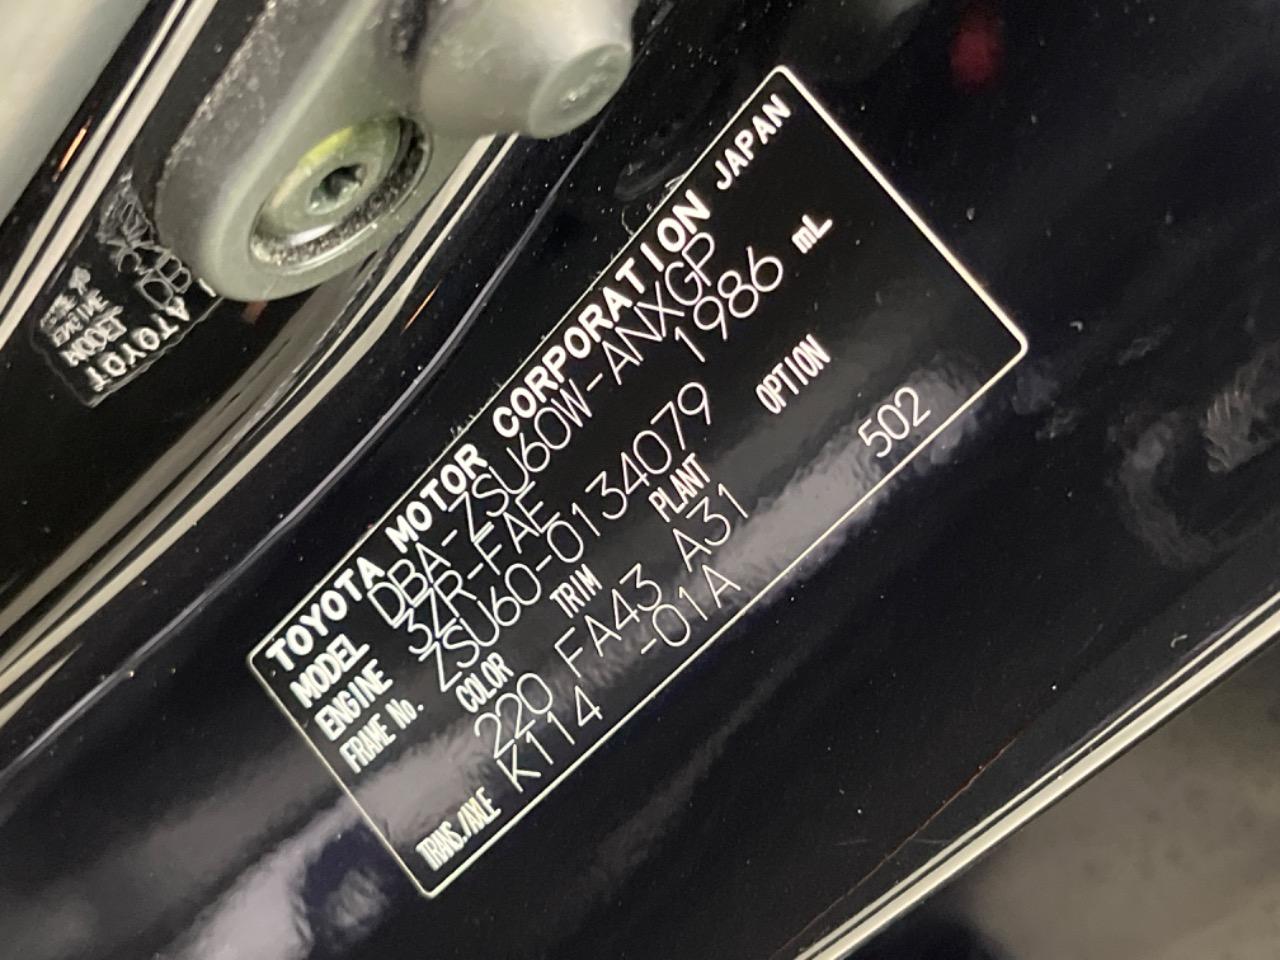 TOYOTA MOTOR CORPORATION JAPAN
MODEL DBA-ZSU60W-ANXGP
ENGINE 3ZR-FAE 1986 mL
FRAME No. ZSU60-0134079
COLOR TRIM PLANT OPTION
220 FA43 A31 502
TRANS./AXLE K114 -01A